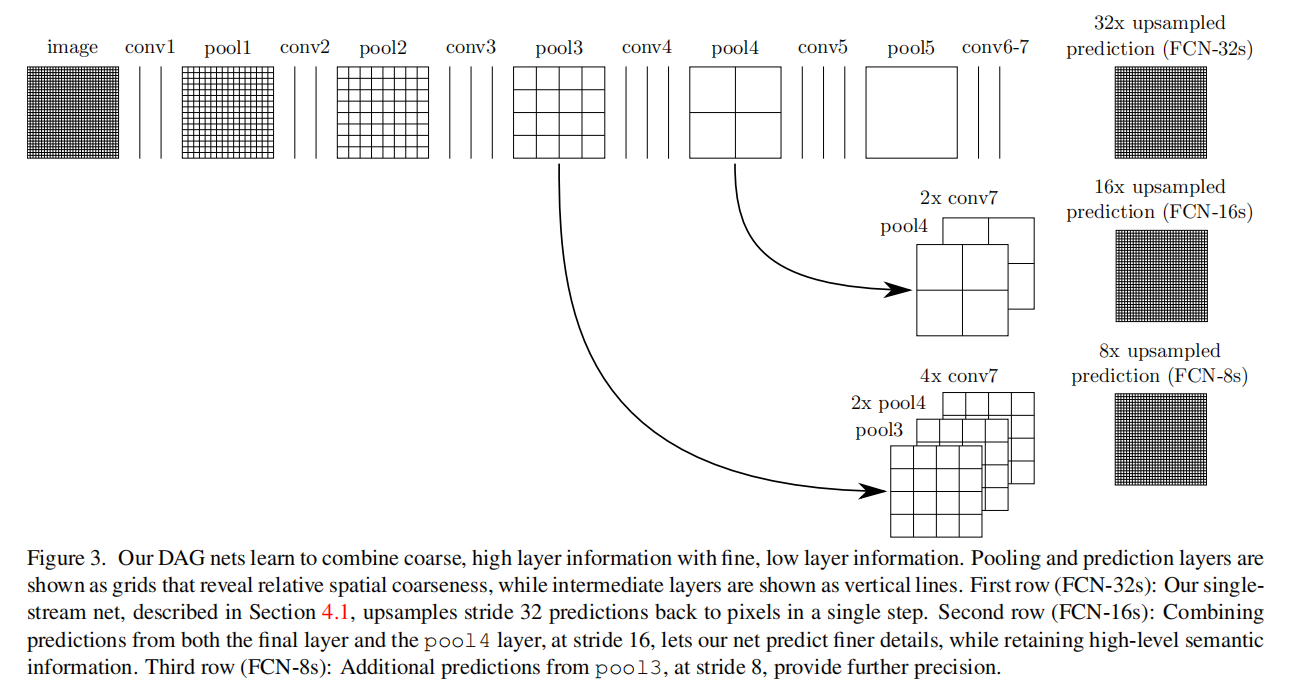 32x upsampled
image conv1 pool1 conv2 pool2 conv3 pool3 conv4 pool4 conv5 pool5 conv6-7 prediction (FCN-32s)
16x upsampled
2x conv7 prediction (FCN-16s)
pool4
8x upsampled
4x conv7 prediction (FCN-8s)
2x pool4
pool3
Figure 3. Our DAG nets learn to combine coarse, high layer information with fine, low layer information. Pooling and prediction layers are
shown as grids that reveal relative spatial coarseness, while intermediate layers are shown as vertical lines. First row (FCN-32s): Our single-
stream net, described in Section 4.1, upsamples stride 32 predictions back to pixels in a single step. Second row (FCN-16s): Combining
predictions from both the final layer and the pool4 layer, at stride 16, lets our net predict finer details, while retaining high-level semantic
information. Third row (FCN-8s): Additional predictions from pool3, at stride 8, provide further precision.